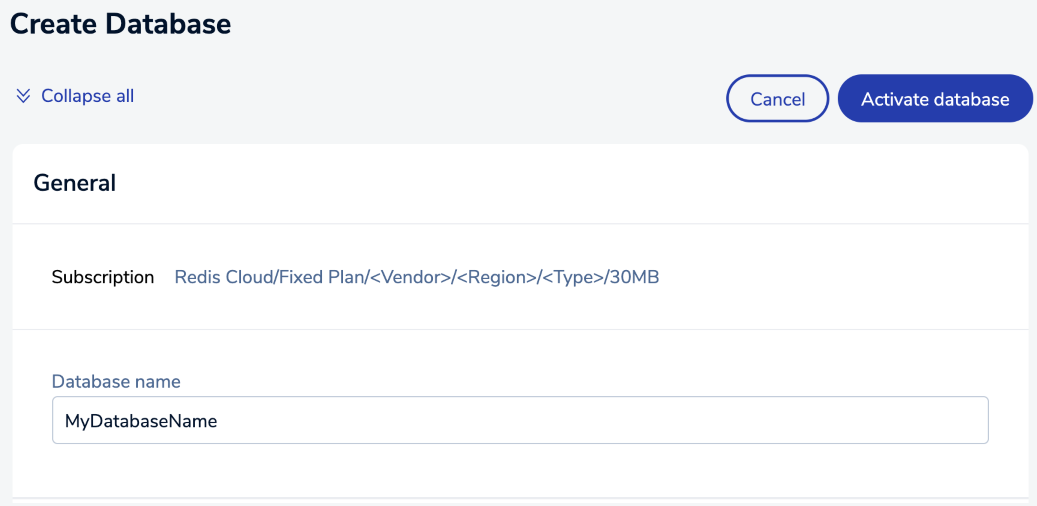 Create Database
Collapse all
Cancel
Activate database
General
Subscription Redis Cloud/Fixed Plan/<Vendor>/<Region>/<Type>/30MB
Database name
MyDatabaseName